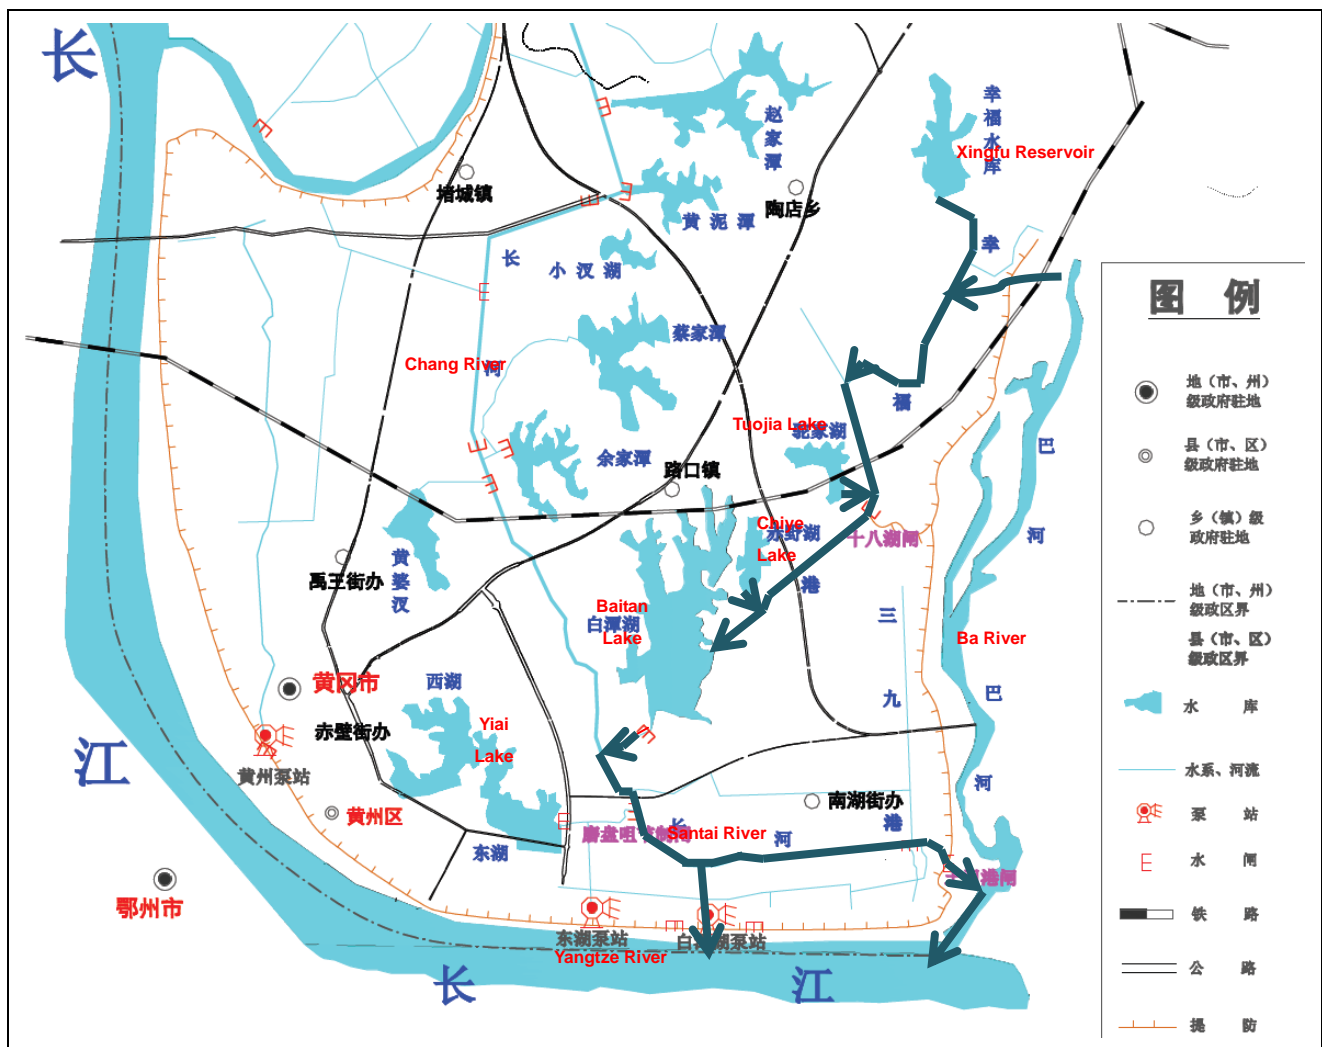 长
江
长
江
幸福水库
Xingfu Reservoir
赵家潭
堵城镇
陶店乡
黄泥潭
幸
长
小汊湖
蔡家潭
Chang River
河
福
Tuojia Lake
驼家湖
余家潭
路口镇
巴
河
Chiye
赤野湖
Lake
十八湖闸
港
黄婆汊
禹王街办
Baitan
白潭湖
Lake
三
九
港
Ba River
巴
河
黄冈市
西湖
赤壁街办
Yiai
Lake
黄州泵站
黄州区
南湖街办
长
河
Santai River
东湖
鄂州市
港闸
东湖泵站
湖泵站
Yangtze River
图例
地（市、州）
级政府驻地
县（市、区）
级政府驻地
乡（镇）级
政府驻地
地（市、州）
级政区界
县（市、区）
级政区界
水库
水系、河流
泵站
水闸
铁路
公路
提防